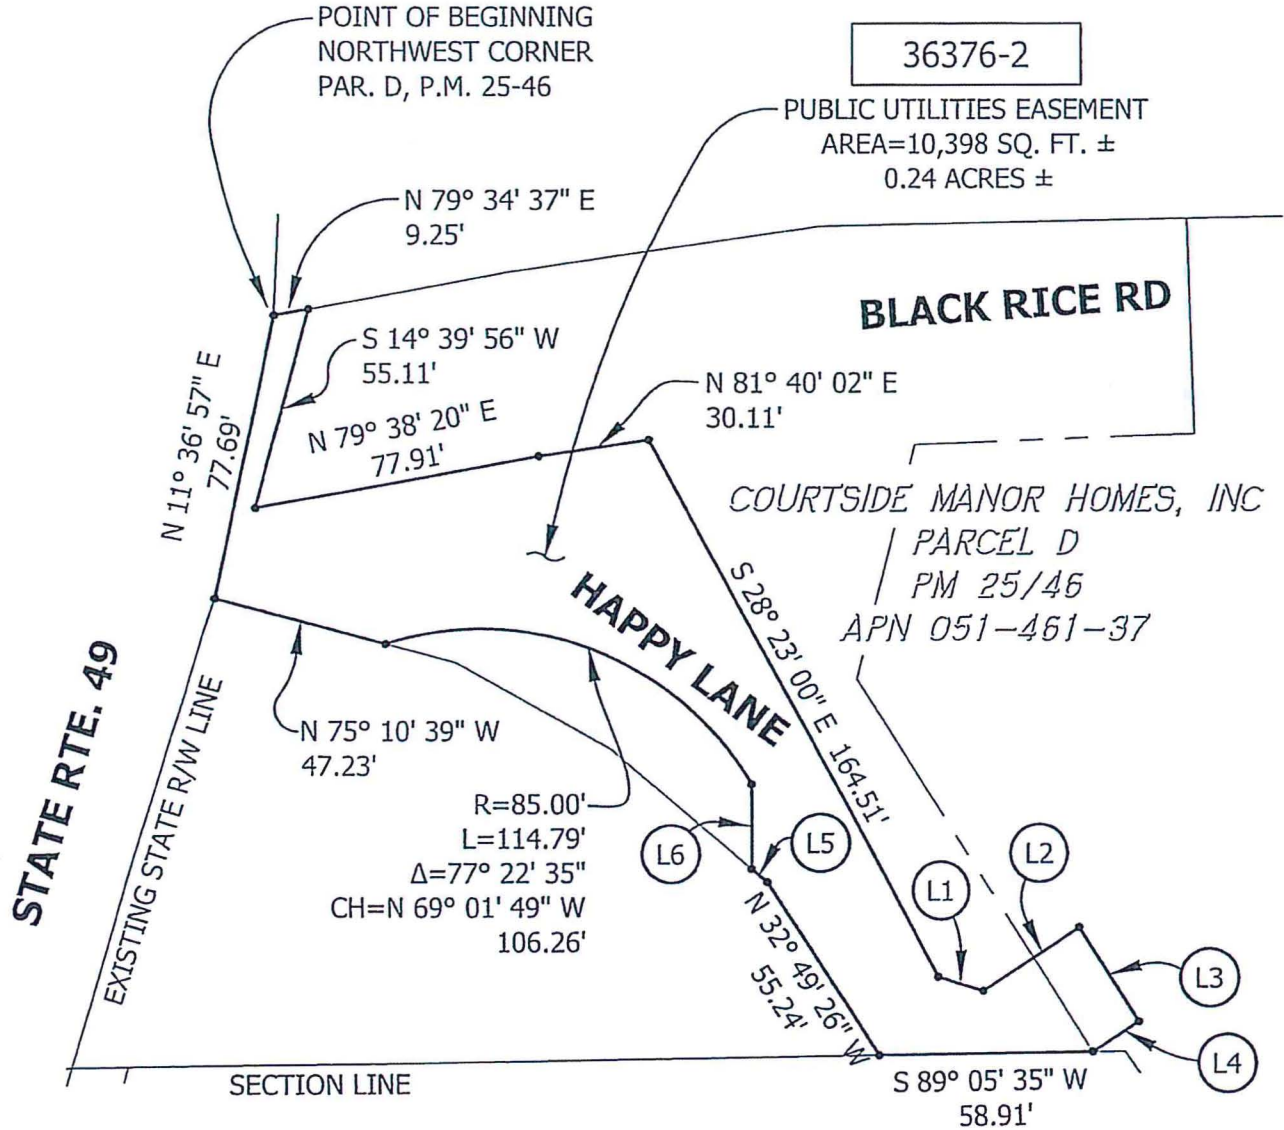 POINT OF BEGINNING
NORTHWEST CORNER
PAR. D, P.M. 25-46
36376-2
PUBLIC UTILITIES EASEMENT
AREA=10,398 SQ. FT. ±
0.24 ACRES ±
N 79° 34' 37" E
9.25'
BLACK RICE RD
S 14° 39' 56" W
55.11'
N 81° 40' 02" E
30.11'
N 11° 36' 57" E
77.69'
N 79° 38' 20" E
77.91'
COURTSIDE MANOR HOMES, INC
PARCEL D
PM 25/46
APN 051-461-37
HAPPY LANE
S 28° 23' 00" E 164.51'
STATE RTE. 49
EXISTING STATE R/W LINE
N 75° 10' 39" W
47.23'
R=85.00'
L=114.79'
Δ=77° 22' 35"
CH=N 69° 01' 49" W
106.26'
L6
L5
L2
L1
N 32° 49' 26" W
55.24'
L3
L4
SECTION LINE
S 89° 05' 35" W
58.91'